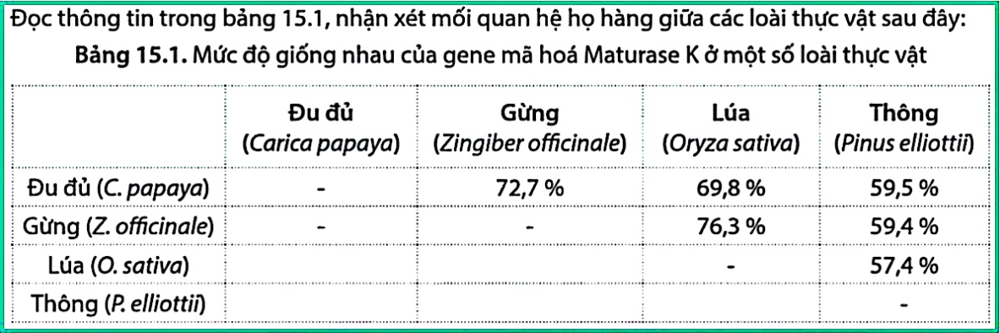 Đọc thông tin trong bảng 15.1, nhận xét mối quan hệ họ hàng giữa các loài thực vật sau đây:
Bảng 15.1. Mức độ giống nhau của gene mã hoá Maturase K ở một số loài thực vật
Đu đủ (Carica papaya) Gừng (Zingiber officinale) Lúa (Oryza sativa) Thông (Pinus elliottii)
Đu đủ (C. papaya) - 72,7 % 69,8 % 59,5 %
Gừng (Z. officinale) - - 76,3 % 59,4 %
Lúa (O. sativa) - 57,4 %
Thông (P. elliottii) -